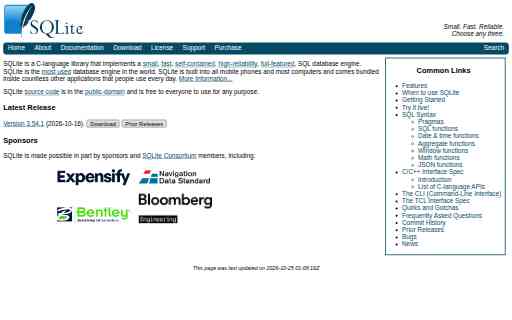 SQLite
Small. Fast. Reliable.
Choose any three.
Home About Documentation Download License Support Purchase Search
SQLite is a C-language library that implements a small, fast, self-contained, high-reliability, full-featured, SQL database engine.
SQLite is the most used database engine in the world. SQLite is built into all mobile phones and most computers and comes bundled
inside countless other applications that people use every day. More Information...
SQLite source code is in the public-domain and is free to everyone to use for any purpose.
Latest Release
Version 3.54.1 (2026-10-16). Download Prior Releases
Sponsors
SQLite is made possible in part by sponsors and SQLite Consortium members, including:
Expensify
Navigation
Data Standard
Bentley
Bloomberg
Engineering
Common Links
Features
When to use SQLite
Getting Started
Try it live!
SQL Syntax
Pragmas
SQL functions
Date & time functions
Aggregate functions
Window functions
Math functions
JSON functions
C/C++ Interface Spec
Introduction
List of C-language APIs
The CLI (Command-Line Interface)
The TCL Interface Spec
Quirks and Gotchas
Frequently Asked Questions
Commit History
Prior Releases
Bugs
News
This page was last updated on